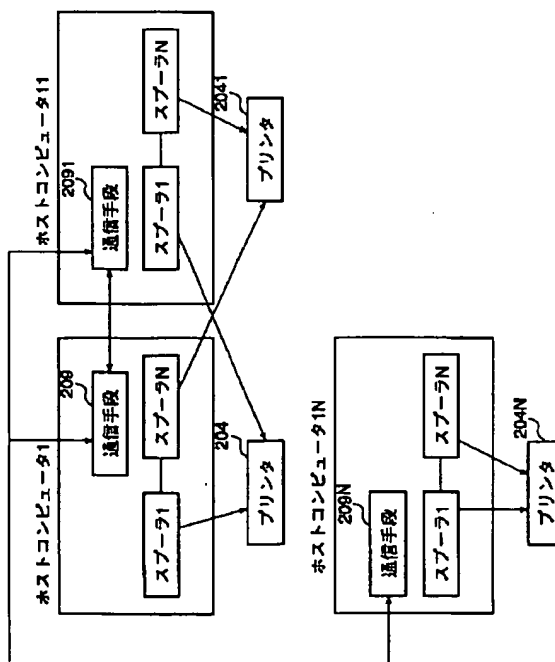 ホストコンピュータ1
209
通信手段
スプーラ1
スプーラN
204
プリンタ
ホストコンピュータ11
2091
通信手段
スプーラ1
スプーラN
2041
プリンタ
ホストコンピュータ1N
209N
通信手段
スプーラ1
スプーラN
204N
プリンタ